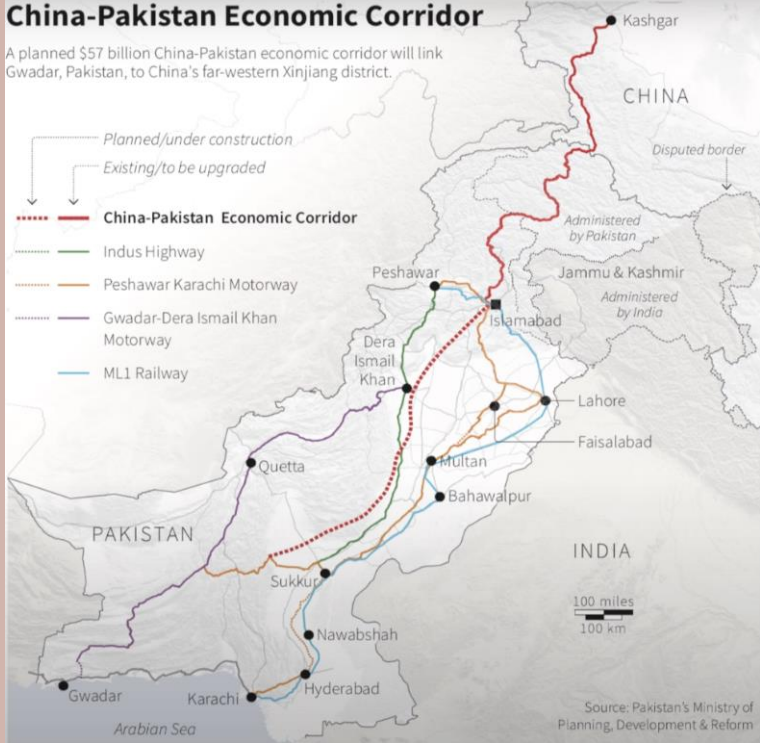 China-Pakistan Economic Corridor
A planned $57 billion China-Pakistan economic corridor will link
Gwadar, Pakistan, to China's far-western Xinjiang district.
Planned/under construction
Existing/to be upgraded
China-Pakistan Economic Corridor
Indus Highway
Peshawar Karachi Motorway
Gwadar-Dera Ismail Khan
Motorway
ML1 Railway
Kashgar
CHINA
Disputed border
Administered
by Pakistan
Peshawar
Jammu & Kashmir
Administered
by India
Islamabad
Dera
Ismail
Khan
Lahore
Faisalabad
Multan
Quetta
Bahawalpur
PAKISTAN
INDIA
Sukkur
100 miles
100 km
Nawabshah
Hyderabad
Gwadar
Karachi
Arabian Sea
Source: Pakistan's Ministry of
Planning, Development & Reform